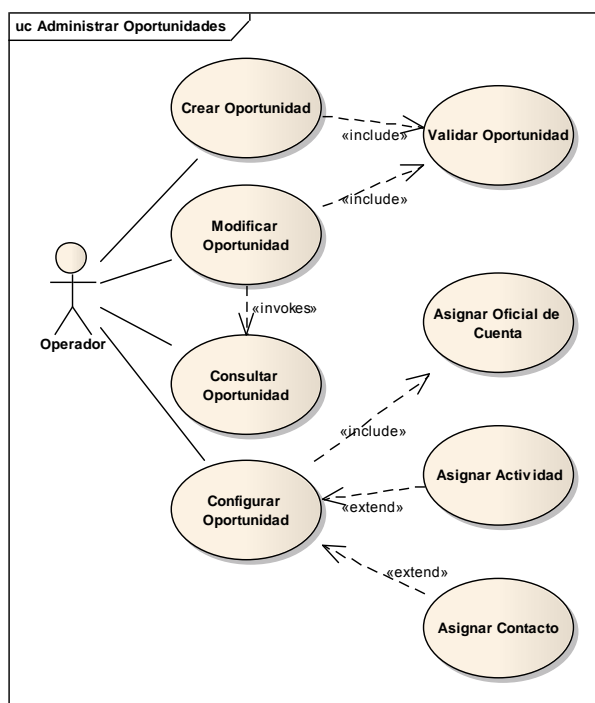 uc Administrar Oportunidades
Crear Oportunidad
«include»
Validar Oportunidad
Modificar
Oportunidad
«include»
«invokes»
Operador
Consultar
Oportunidad
Asignar Oficial de
Cuenta
«include»
Configurar
Oportunidad
Asignar Actividad
«extend»
«extend»
Asignar Contacto